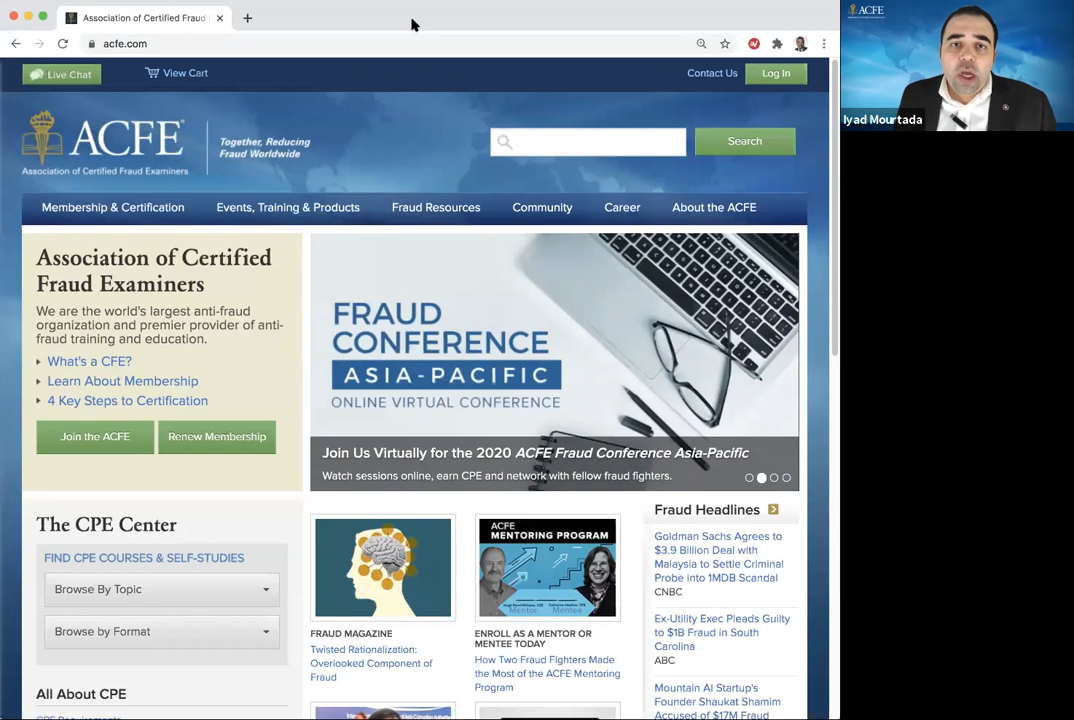 Association of Certified Fraud
acfe.com
Live Chat
View Cart
Contact Us
Log In
ACFE
Association of Certified Fraud Examiners
Together, Reducing
Fraud Worldwide
Search
Membership & Certification
Events, Training & Products
Fraud Resources
Community
Career
About the ACFE
Association of Certified
Fraud Examiners
We are the world's largest anti-fraud
organization and premier provider of anti-
fraud training and education.
What's a CFE?
Learn About Membership
4 Key Steps to Certification
Join the ACFE
Renew Membership
FRAUD
CONFERENCE
ASIA-PACIFIC
ONLINE VIRTUAL CONFERENCE
Join Us Virtually for the 2020 ACFE Fraud Conference Asia-Pacific
Watch sessions online, earn CPE and network with fellow fraud fighters.
The CPE Center
FIND CPE COURSES & SELF-STUDIES
Browse By Topic
Browse by Format
All About CPE
CPE Requirements
FRAUD MAGAZINE
Twisted Rationalization:
Overlooked Component of
Fraud
ACFE
MENTORING PROGRAM
Mentor
Mentee
ENROLL AS A MENTOR OR
MENTEE TODAY
How Two Fraud Fighters Made
the Most of the ACFE Mentoring
Program
Fraud Headlines
Goldman Sachs Agrees to
$3.9 Billion Deal with
Malaysia to Settle Criminal
Probe into 1MDB Scandal
CNBC
Ex-Utility Exec Pleads Guilty
to $1B Fraud in South
Carolina
ABC
Mountain AI Startup's
Founder Shaukat Shamim
Accused of $17M Fraud
ACFE
Iyad Mourtada